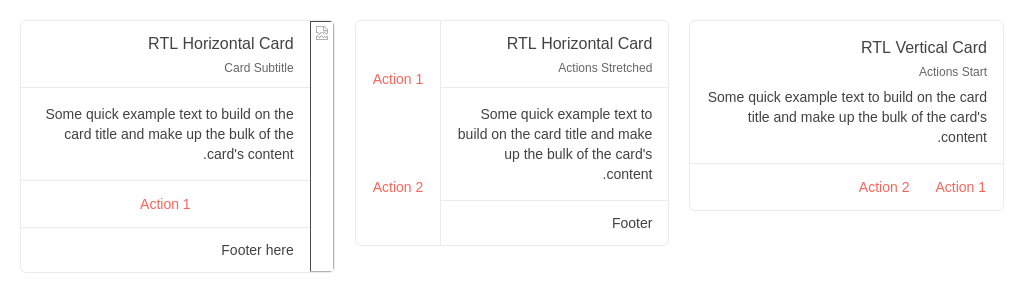 RTL Horizontal Card
Card Subtitle
Some quick example text to build on the
card title and make up the bulk of the
.card's content
Action 1
Footer here
RTL Horizontal Card
Actions Stretched
Some quick example text to
build on the card title and make
up the bulk of the card's
.content
Footer
Action 1
Action 2
RTL Vertical Card
Actions Start
Some quick example text to build on the card
title and make up the bulk of the card's
.content
Action 2 Action 1